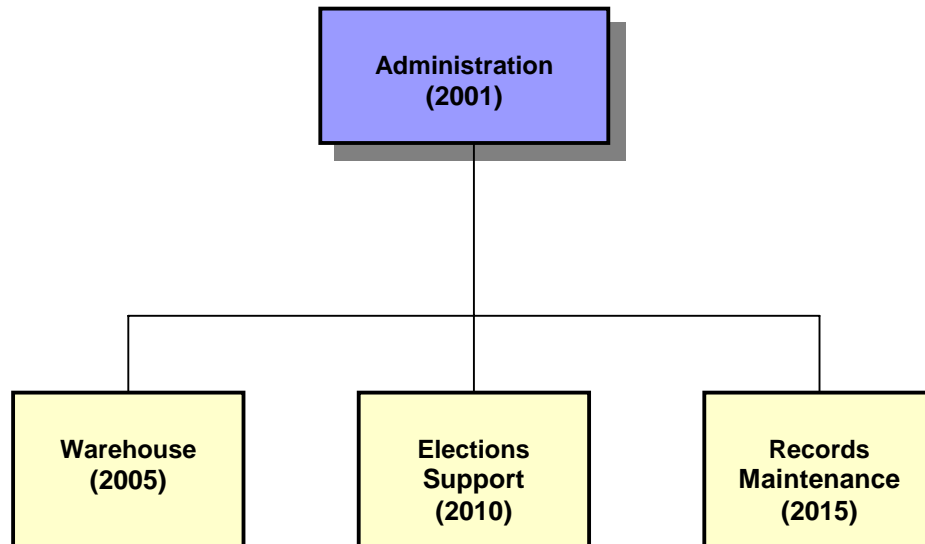 Administration
(2001)
Warehouse
(2005)
Elections
Support
(2010)
Records
Maintenance
(2015)